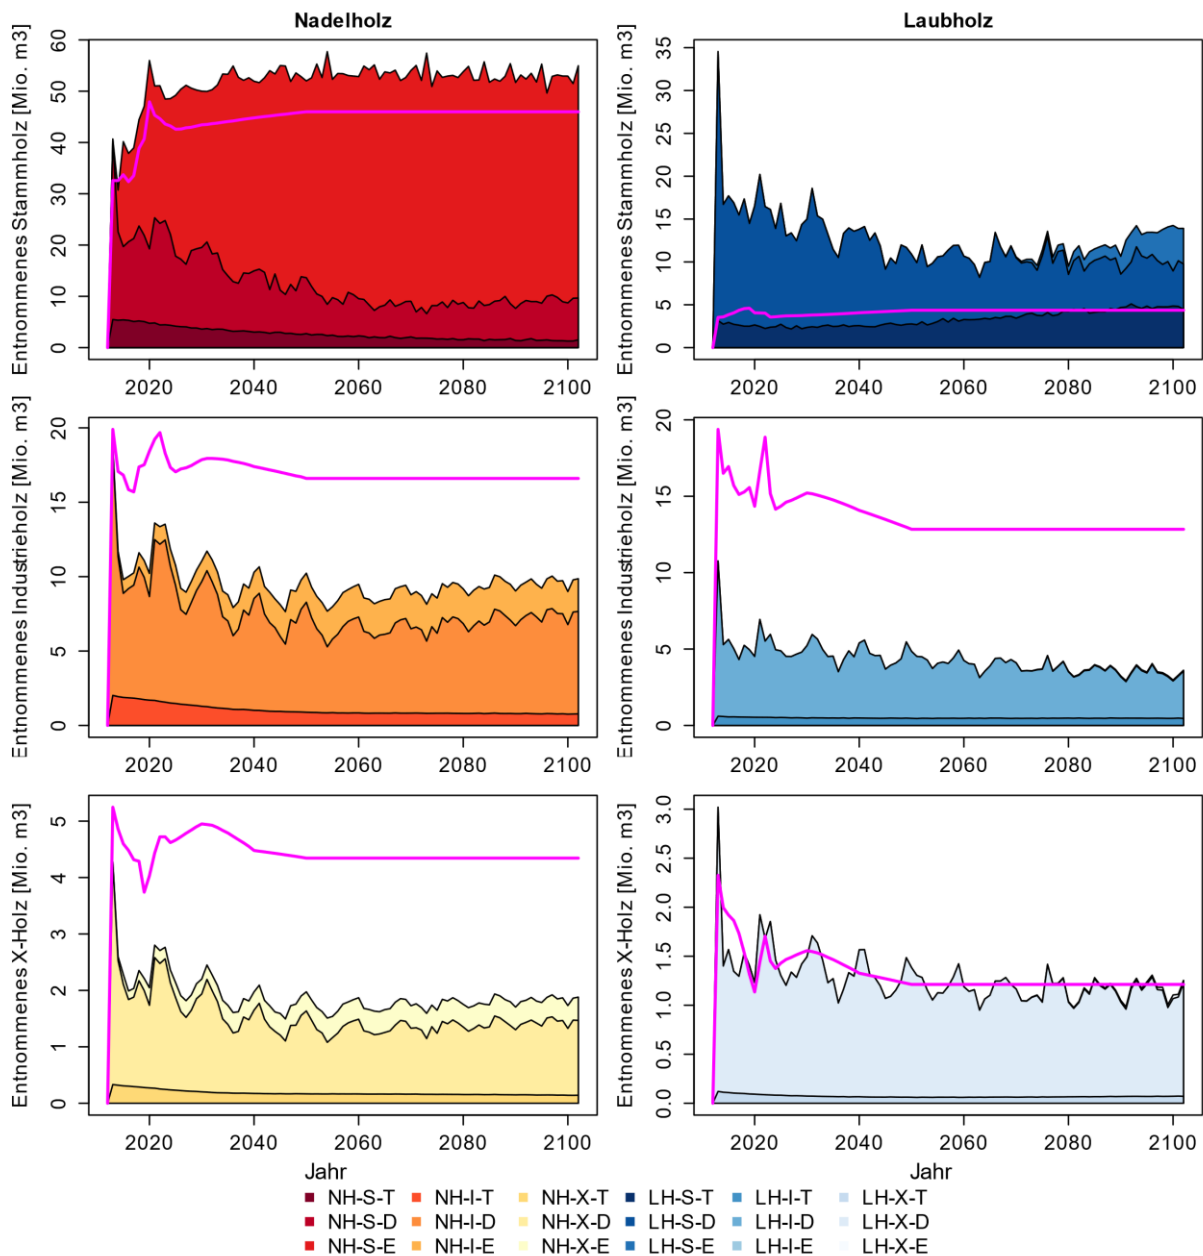 Nadelholz
Laubholz
Entnommenes Stammholz [Mio. m3]
60
50
40
30
20
10
0
2020 2040 2060 2080 2100
Entnommenes Stammholz [Mio. m3]
35
30
25
20
15
10
5
0
2020 2040 2060 2080 2100
Entnommenes Industrieholz [Mio. m3]
20
15
10
5
0
2020 2040 2060 2080 2100
Entnommenes Industrieholz [Mio. m3]
20
15
10
5
0
2020 2040 2060 2080 2100
Entnommenes X-Holz [Mio. m3]
5
4
3
2
1
0
2020 2040 2060 2080 2100
Jahr
Entnommenes X-Holz [Mio. m3]
3.0
2.5
2.0
1.5
1.0
0.5
0.0
2020 2040 2060 2080 2100
Jahr
NH-S-T NH-I-T NH-X-T LH-S-T LH-I-T LH-X-T
NH-S-D NH-I-D NH-X-D LH-S-D LH-I-D LH-X-D
NH-S-E NH-I-E NH-X-E LH-S-E LH-I-E LH-X-E